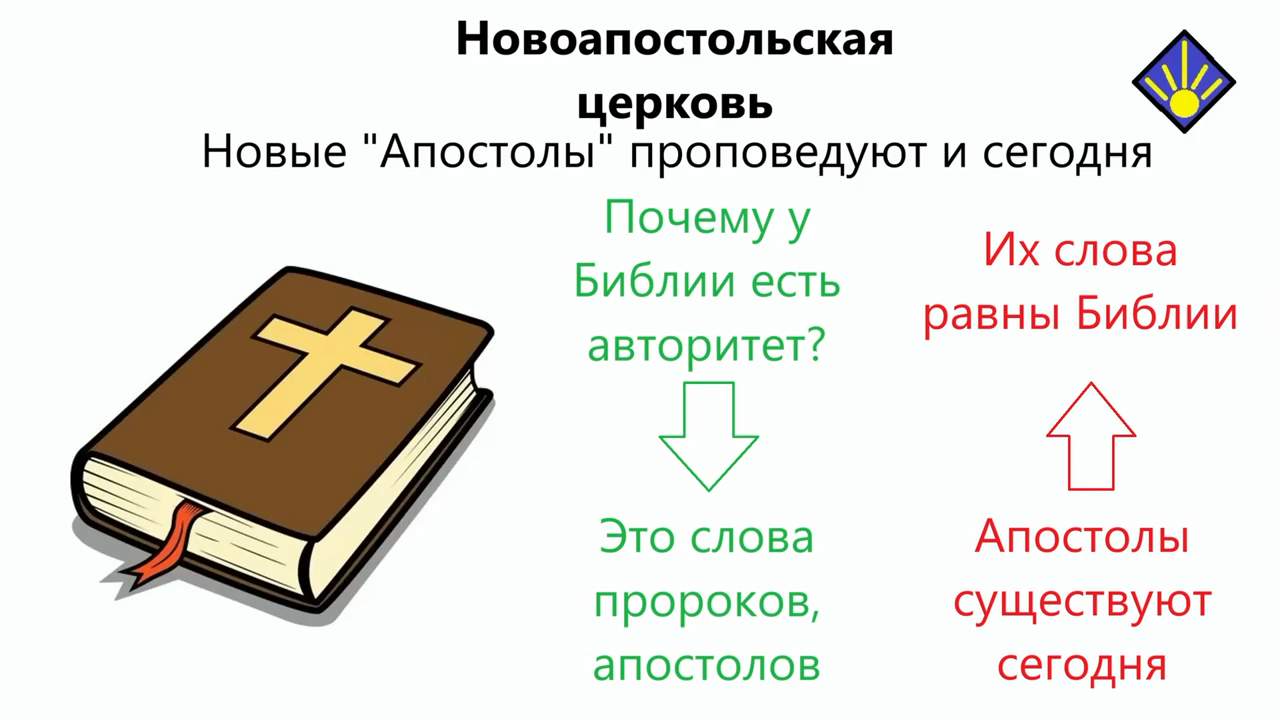 Новоапостольская
церковь
Новые "Апостолы" проповедуют и сегодня
Почему у
Библии есть
авторитет?
Это слова
пророков,
апостолов
Их слова
равны Библии
Апостолы
существуют
сегодня